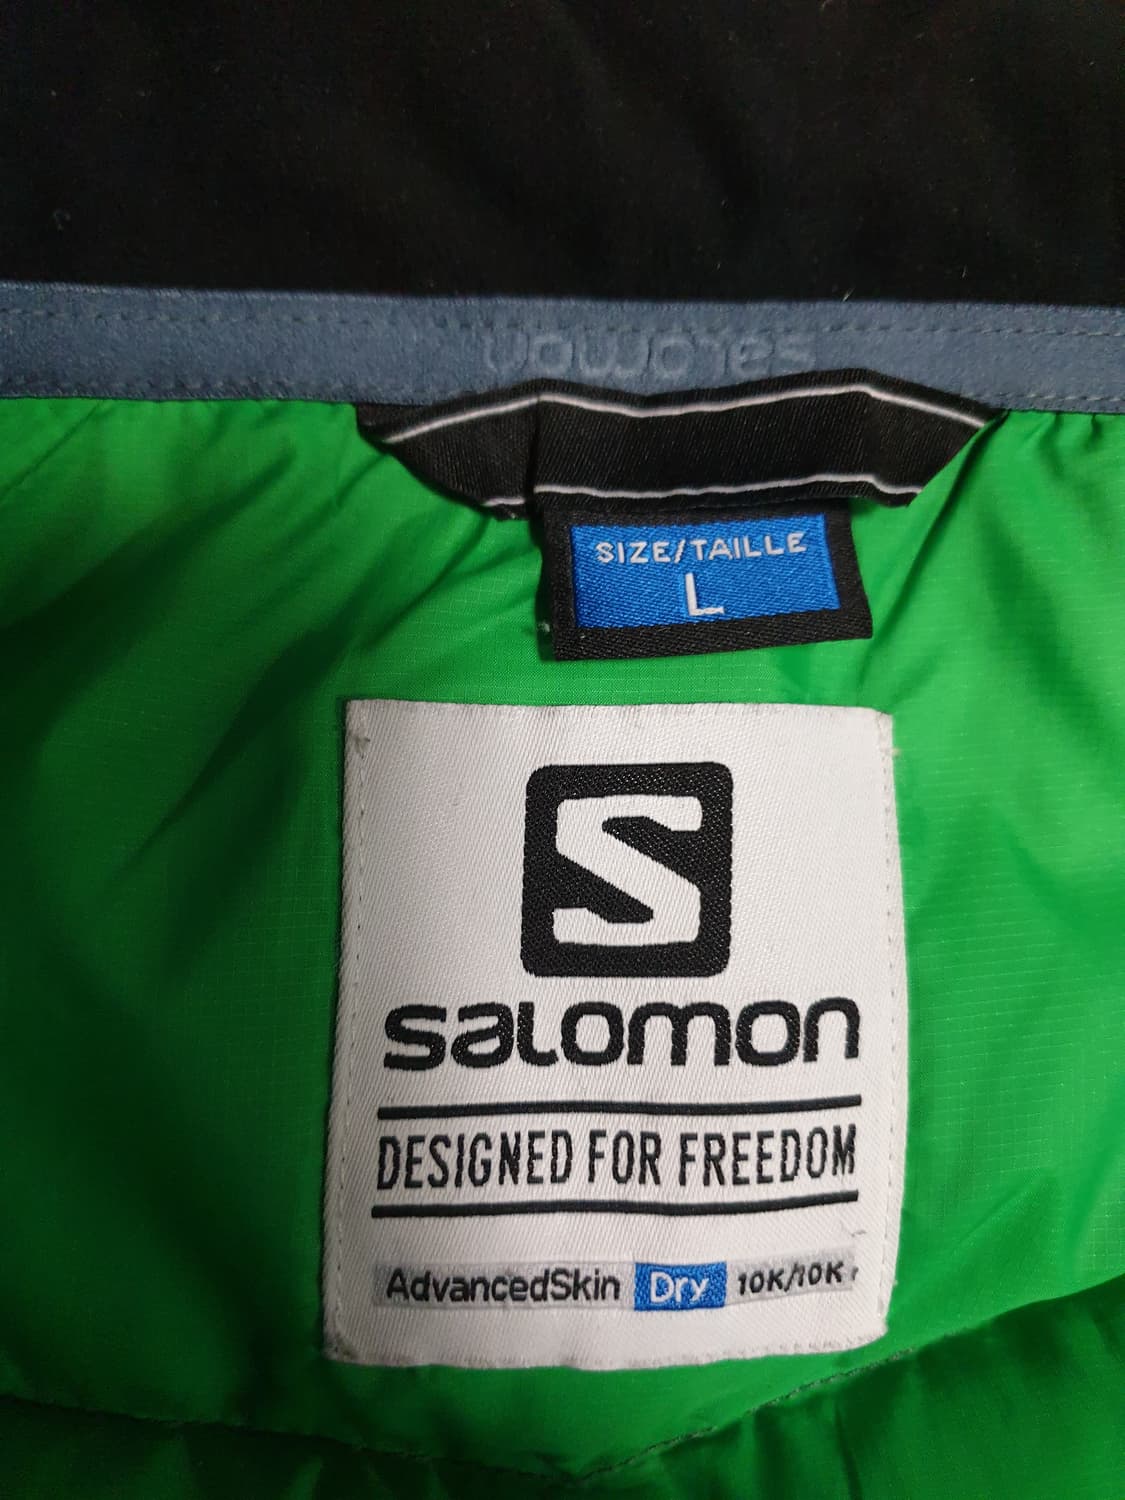 salomon
SIZE/TAILLE
L
S
salomon
DESIGNED FOR FREEDOM
AdvancedSkin Dry 10K/10K